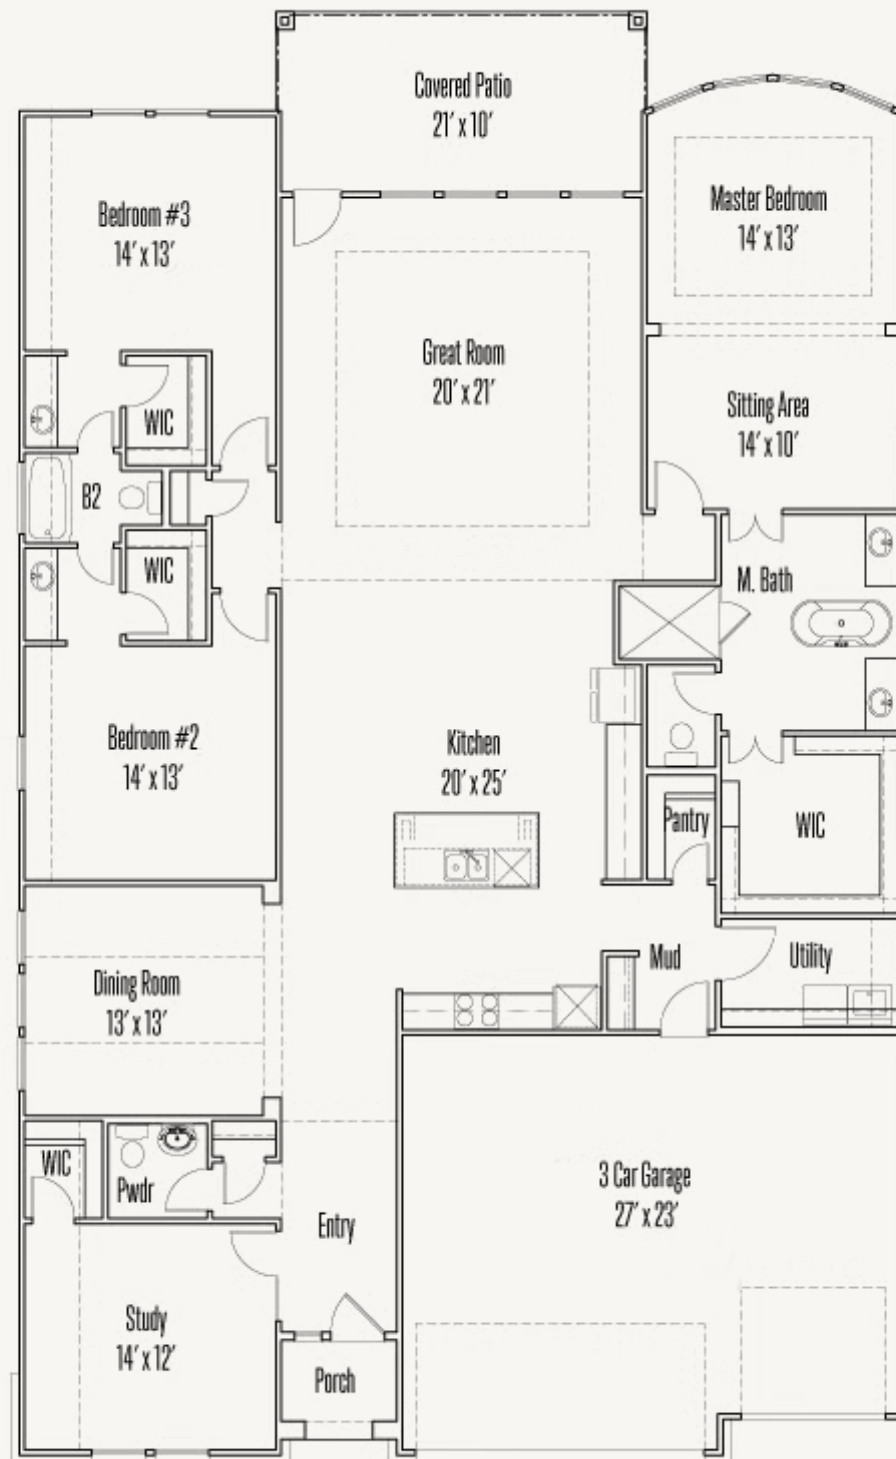 Covered Patio
21' x 10'
Master Bedroom
14' x 13'
Bedroom #3
14' x 13'
Great Room
20' x 21'
Sitting Area
14' x 10'
WIC
B2
WIC
M. Bath
Bedroom #2
14' x 13'
Kitchen
20' x 25'
Pantry
WIC
Dining Room
13' x 13'
Mud
Utility
WIC
Pwdr
3 Car Garage
27' x 23'
Entry
Study
14' x 12'
Porch